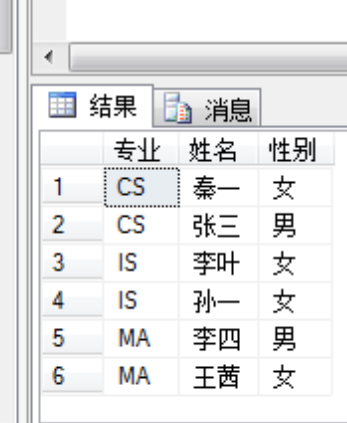 结果 消息
专业 姓名 性别
1 CS 秦一 女
2 CS 张三 男
3 IS 李叶 女
4 IS 孙一 女
5 MA 李四 男
6 MA 王茜 女